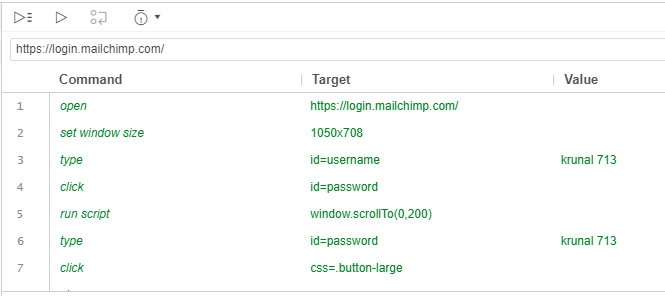 https://login.mailchimp.com/
Command Target Value
1 open https://login.mailchimp.com/
2 set window size 1050x708
3 type id=username krunal 713
4 click id=password
5 run script window.scrollTo(0,200)
6 type id=password krunal 713
7 click css=.button-large